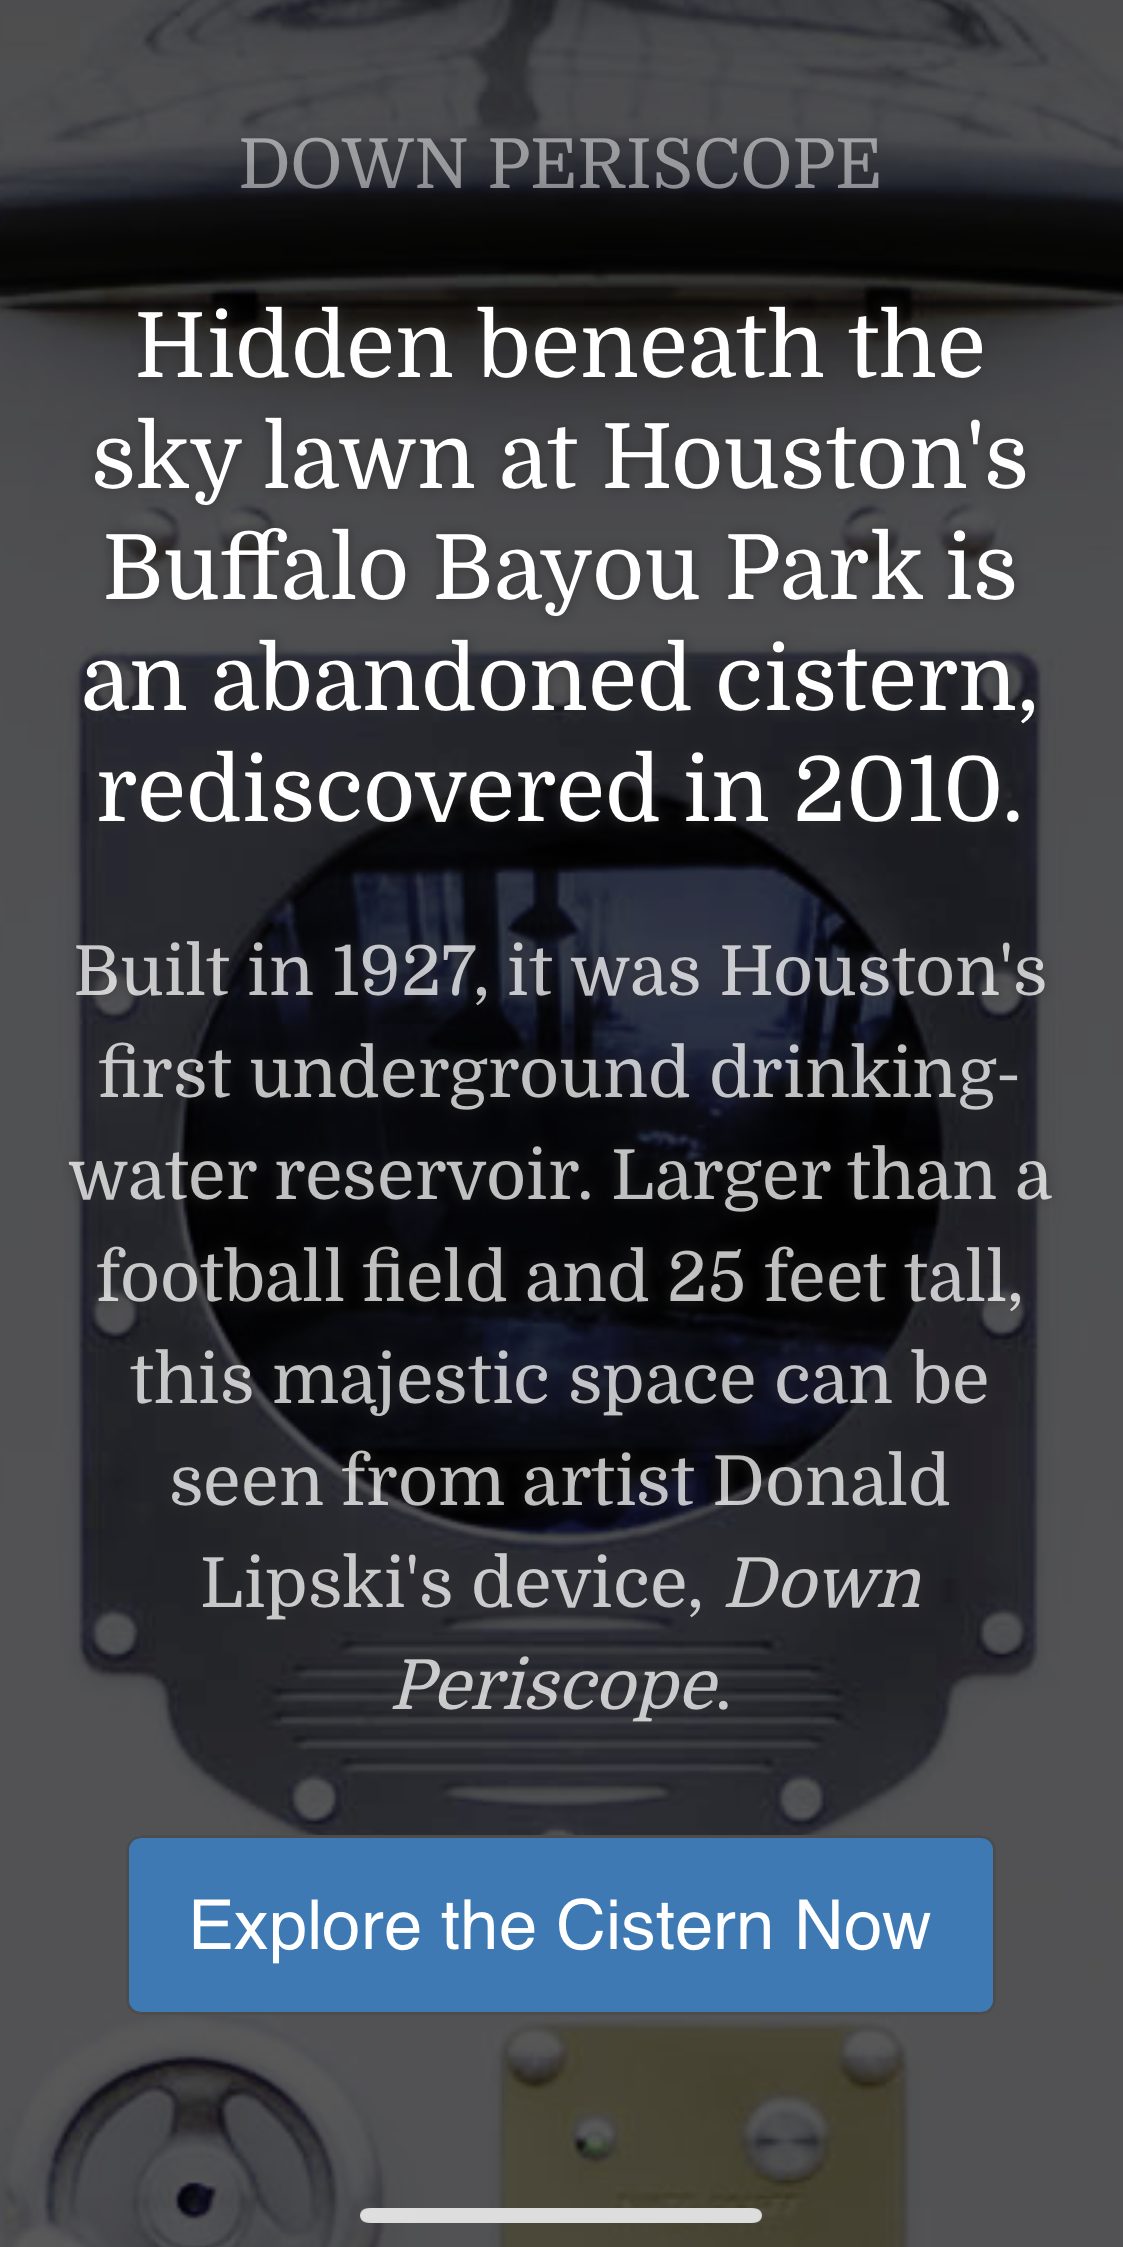 DOWN PERISCOPE
Hidden beneath the
sky lawn at Houston's
Buffalo Bayou Park is
an abandoned cistern,
rediscovered in 2010.
Built in 1927, it was Houston's
first underground drinking-
water reservoir. Larger than a
football field and 25 feet tall,
this majestic space can be
seen from artist Donald
Lipski's device, Down
Periscope.
Explore the Cistern Now